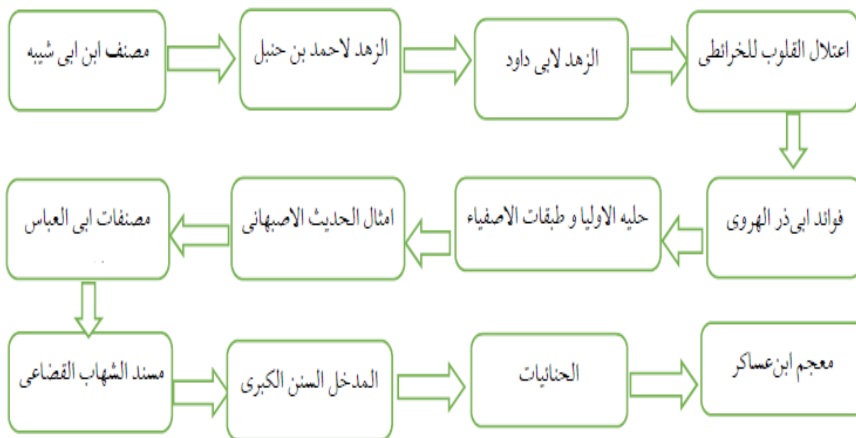 مصنف ابن ابی شیبه
الزهد لاحمد بن حنبل
الزهد لابی داود
اعتلال القلوب للخرائطی
فوائد ابی‌ذر الهروی
حلیه الاولیا و طبقات الاصفیاء
امثال الحدیث الاصبهانی
مصنفات ابی العباس
مسند الشهاب القضاعی
المدخل السنن الکبری
الحنائیات
معجم ابن‌عساکر